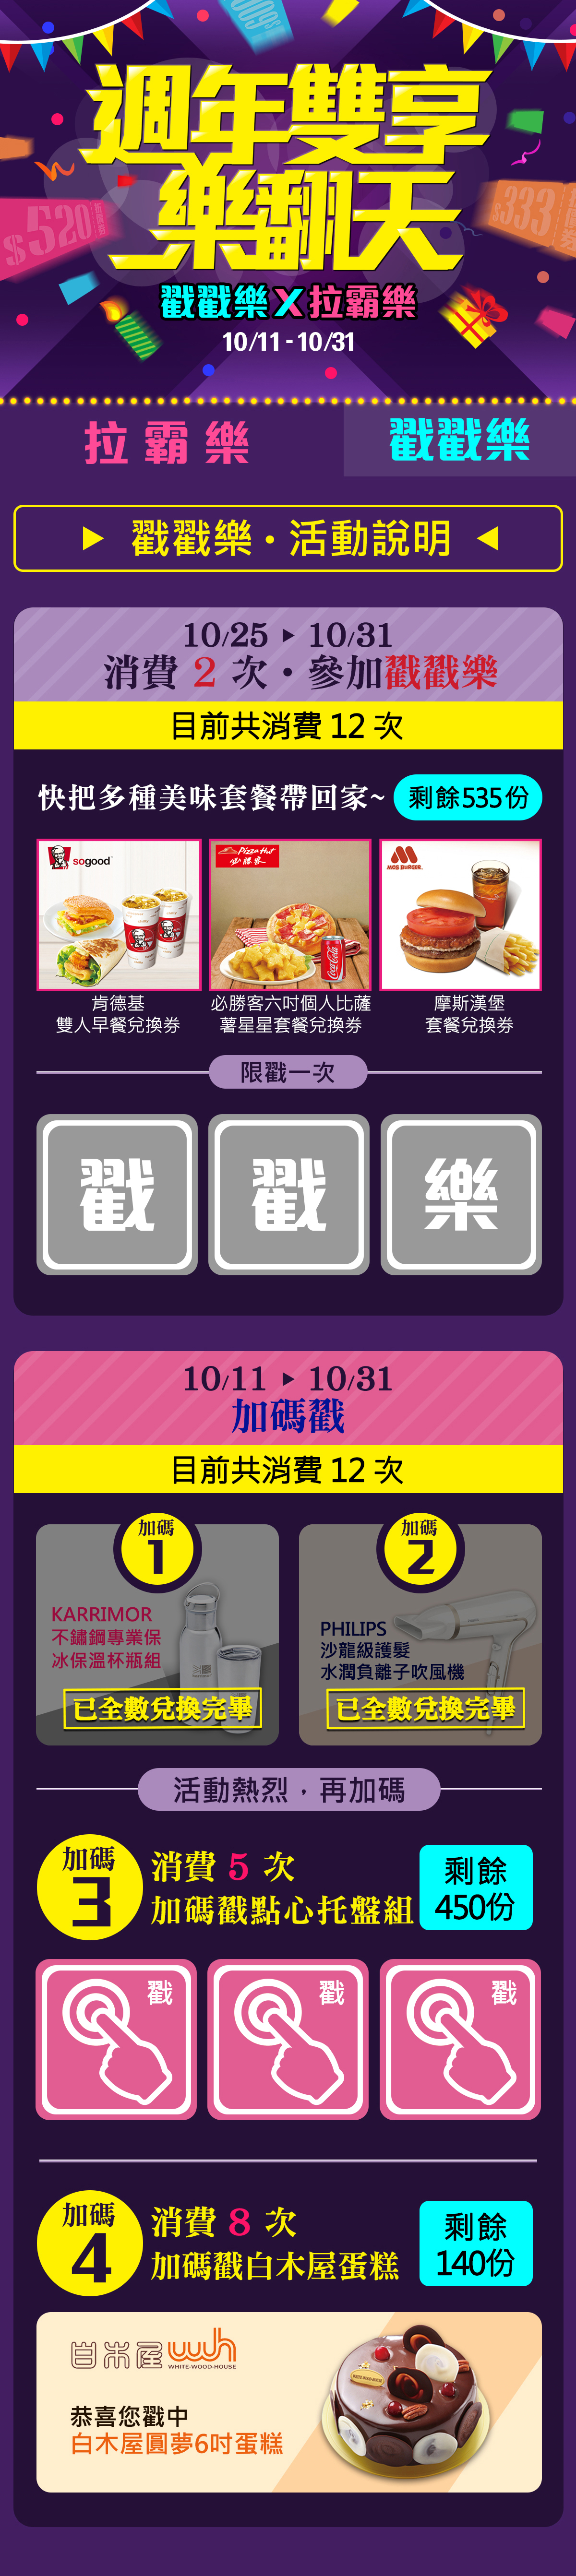 週年雙享
樂翻天
戳戳樂X拉霸樂
10/11 - 10/31
$520
$333
拉霸樂
戳戳樂
戳戳樂・活動說明
10/25 ▶ 10/31
消費 2 次・參加戳戳樂
目前共消費 12 次
快把多種美味套餐帶回家~
剩餘535份
sogood
Pizza Hut
必勝客
MOS BURGER
Coca-Cola
肯德基
雙人早餐兌換券
必勝客六吋個人比薩
薯星星套餐兌換券
摩斯漢堡
套餐兌換券
限戳一次
戳
戳
樂
10/11 ▶ 10/31
加碼戳
目前共消費 12 次
加碼
1
KARRIMOR
不鏽鋼專業保
冰保溫杯瓶組
已全數兌換完畢
加碼
2
PHILIPS
沙龍級護髮
水潤負離子吹風機
已全數兌換完畢
活動熱烈，再加碼
加碼
3
消費 5 次
加碼戳點心托盤組
剩餘
450份
戳
戳
戳
加碼
4
消費 8 次
加碼戳白木屋蛋糕
剩餘
140份
白木屋
WHITE-WOOD-HOUSE
恭喜您戳中
白木屋圓夢6吋蛋糕